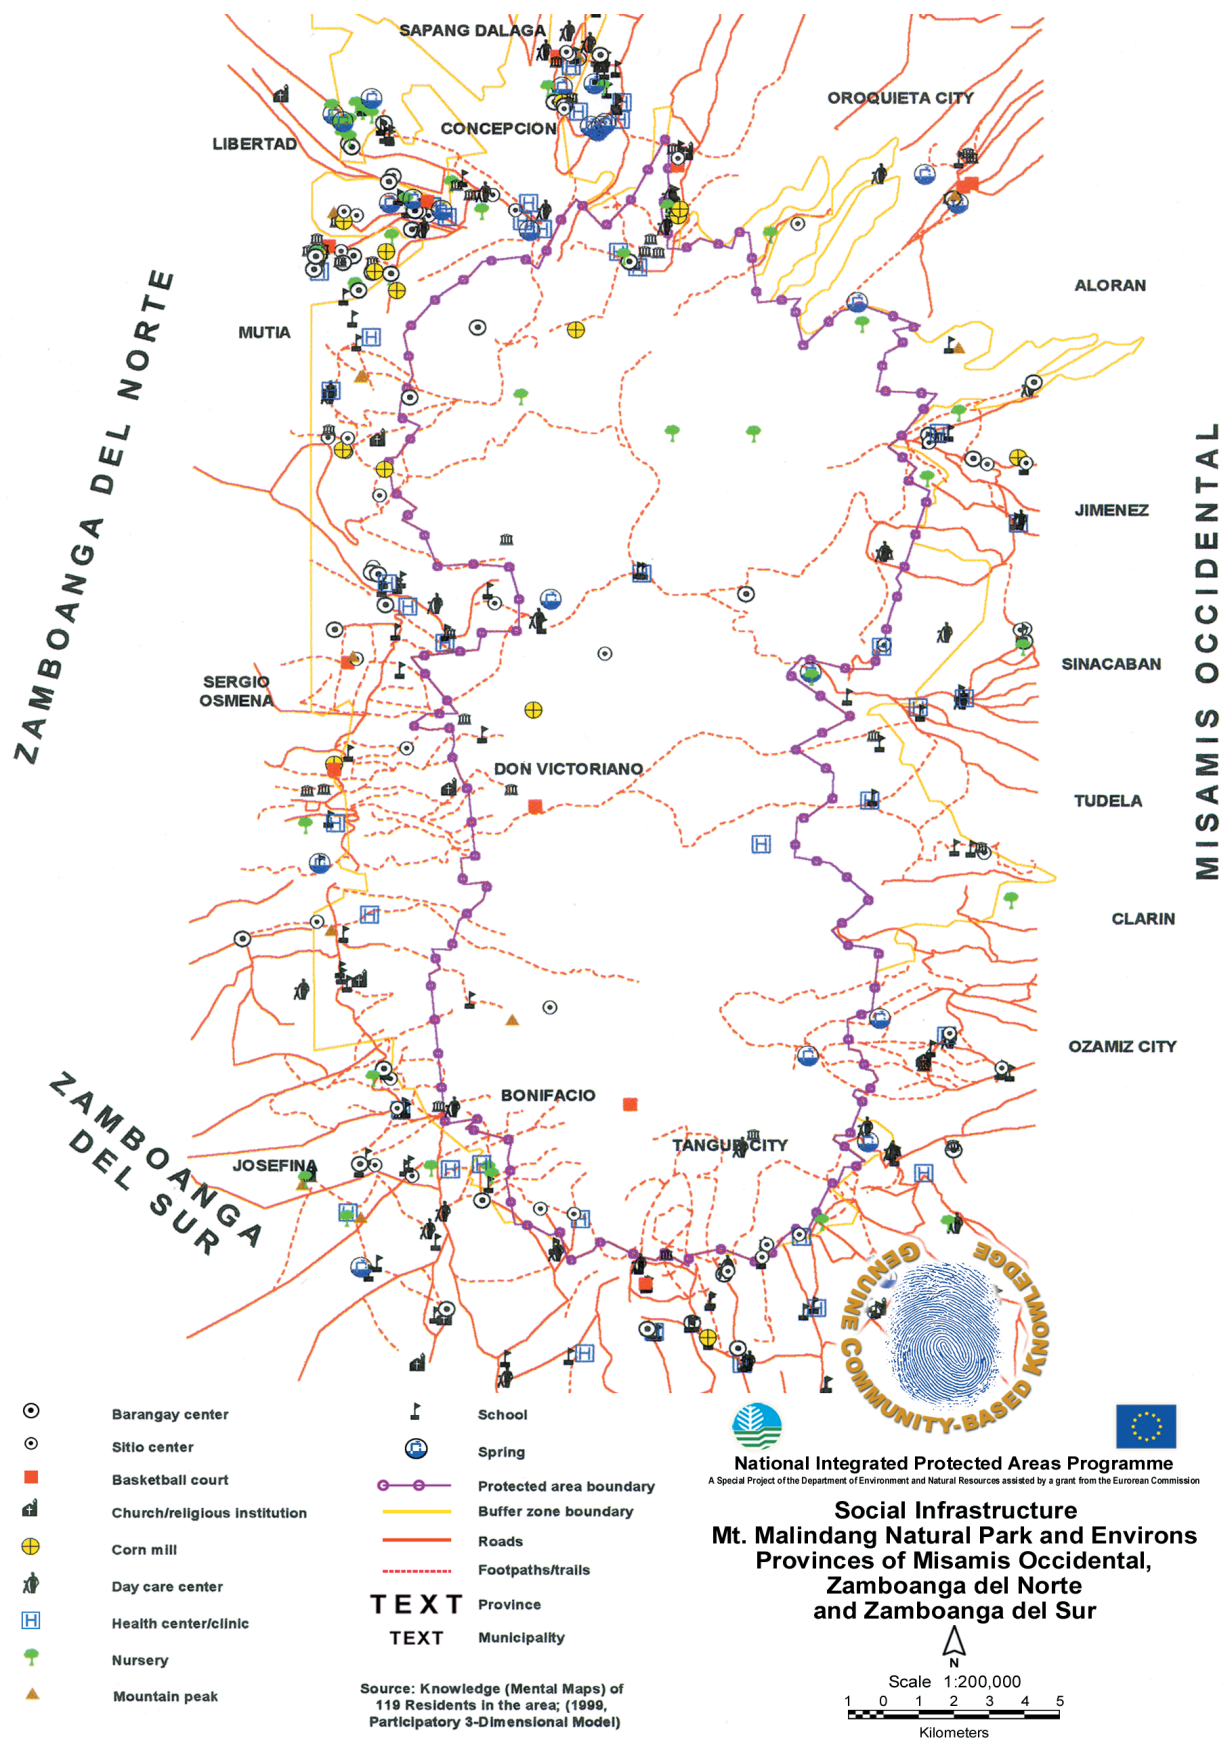 SAPANG DALAGA
OROQUIETA CITY
CONCEPCION
LIBERTAD
ALORAN
ZAMBOANGA DEL NORTE
MUTIA
MISAMIS OCCIDENTAL
JIMENEZ
SINACABAN
SERGIO
OSMENA
DON VICTORIANO
TUDELA
CLARIN
OZAMIZ CITY
ZAMBOANGA
DEL SUR
BONIFACIO
TANGUB CITY
JOSEFINA
GENUINE COMMUNITY-BASED KNOWLEDGE
Barangay center
Sitio center
Basketball court
Church/religious institution
Corn mill
Day care center
Health center/clinic
Nursery
Mountain peak
School
Spring
Protected area boundary
Buffer zone boundary
Roads
Footpaths/trails
TEXT Province
TEXT Municipality
Source: Knowledge (Mental Maps) of
119 Residents in the area; (1999,
Participatory 3-Dimensional Model)
National Integrated Protected Areas Programme
A Special Project of the Department of Environment and Natural Resources assisted by a grant from the Eurorean Commission
Social Infrastructure
Mt. Malindang Natural Park and Environs
Provinces of Misamis Occidental,
Zamboanga del Norte
and Zamboanga del Sur
N
Scale 1:200,000
1 0 1 2 3 4 5
Kilometers